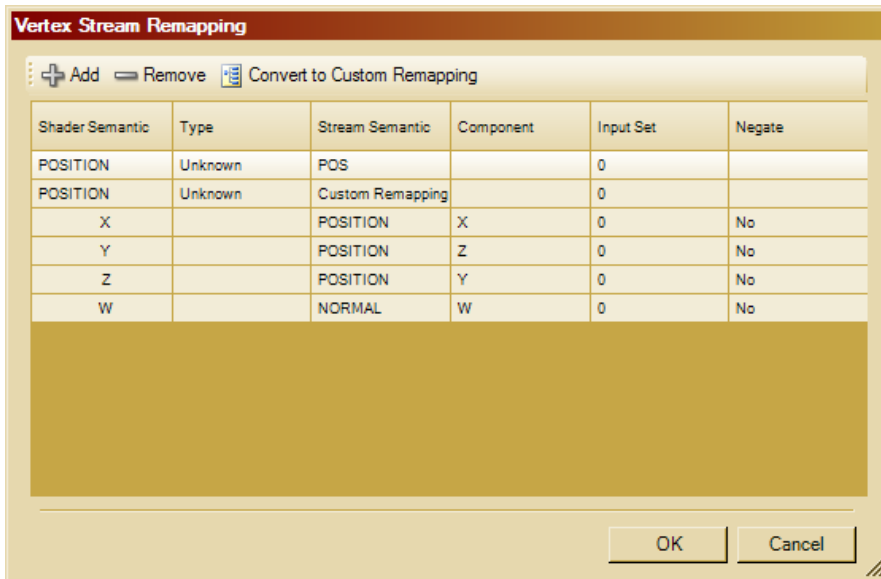 Vertex Stream Remapping
Add Remove Convert to Custom Remapping
Shader Semantic Type Stream Semantic Component Input Set Negate
POSITION Unknown POS 0
POSITION Unknown Custom Remapping 0
X POSITION X 0 No
Y POSITION Z 0 No
Z POSITION Y 0 No
W NORMAL W 0 No
OK Cancel